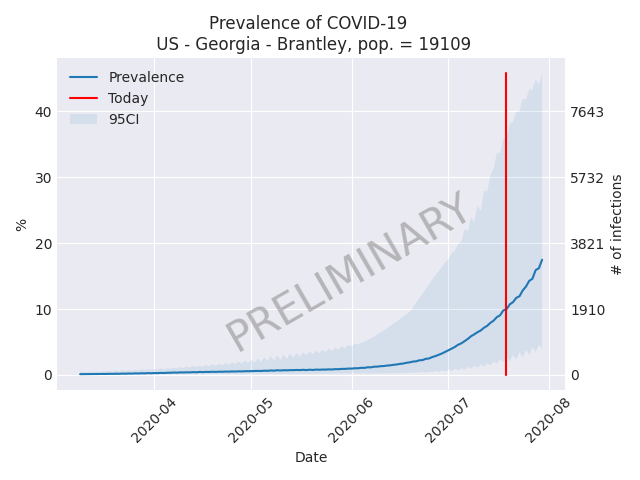 Prevalence of COVID-19
US - Georgia - Brantley, pop. = 19109
Prevalence
Today
95CI
PRELIMINARY
%
40
30
20
10
0
7643
5732
3821
1910
0
# of infections
2020-04
2020-05
2020-06
2020-07
2020-08
Date